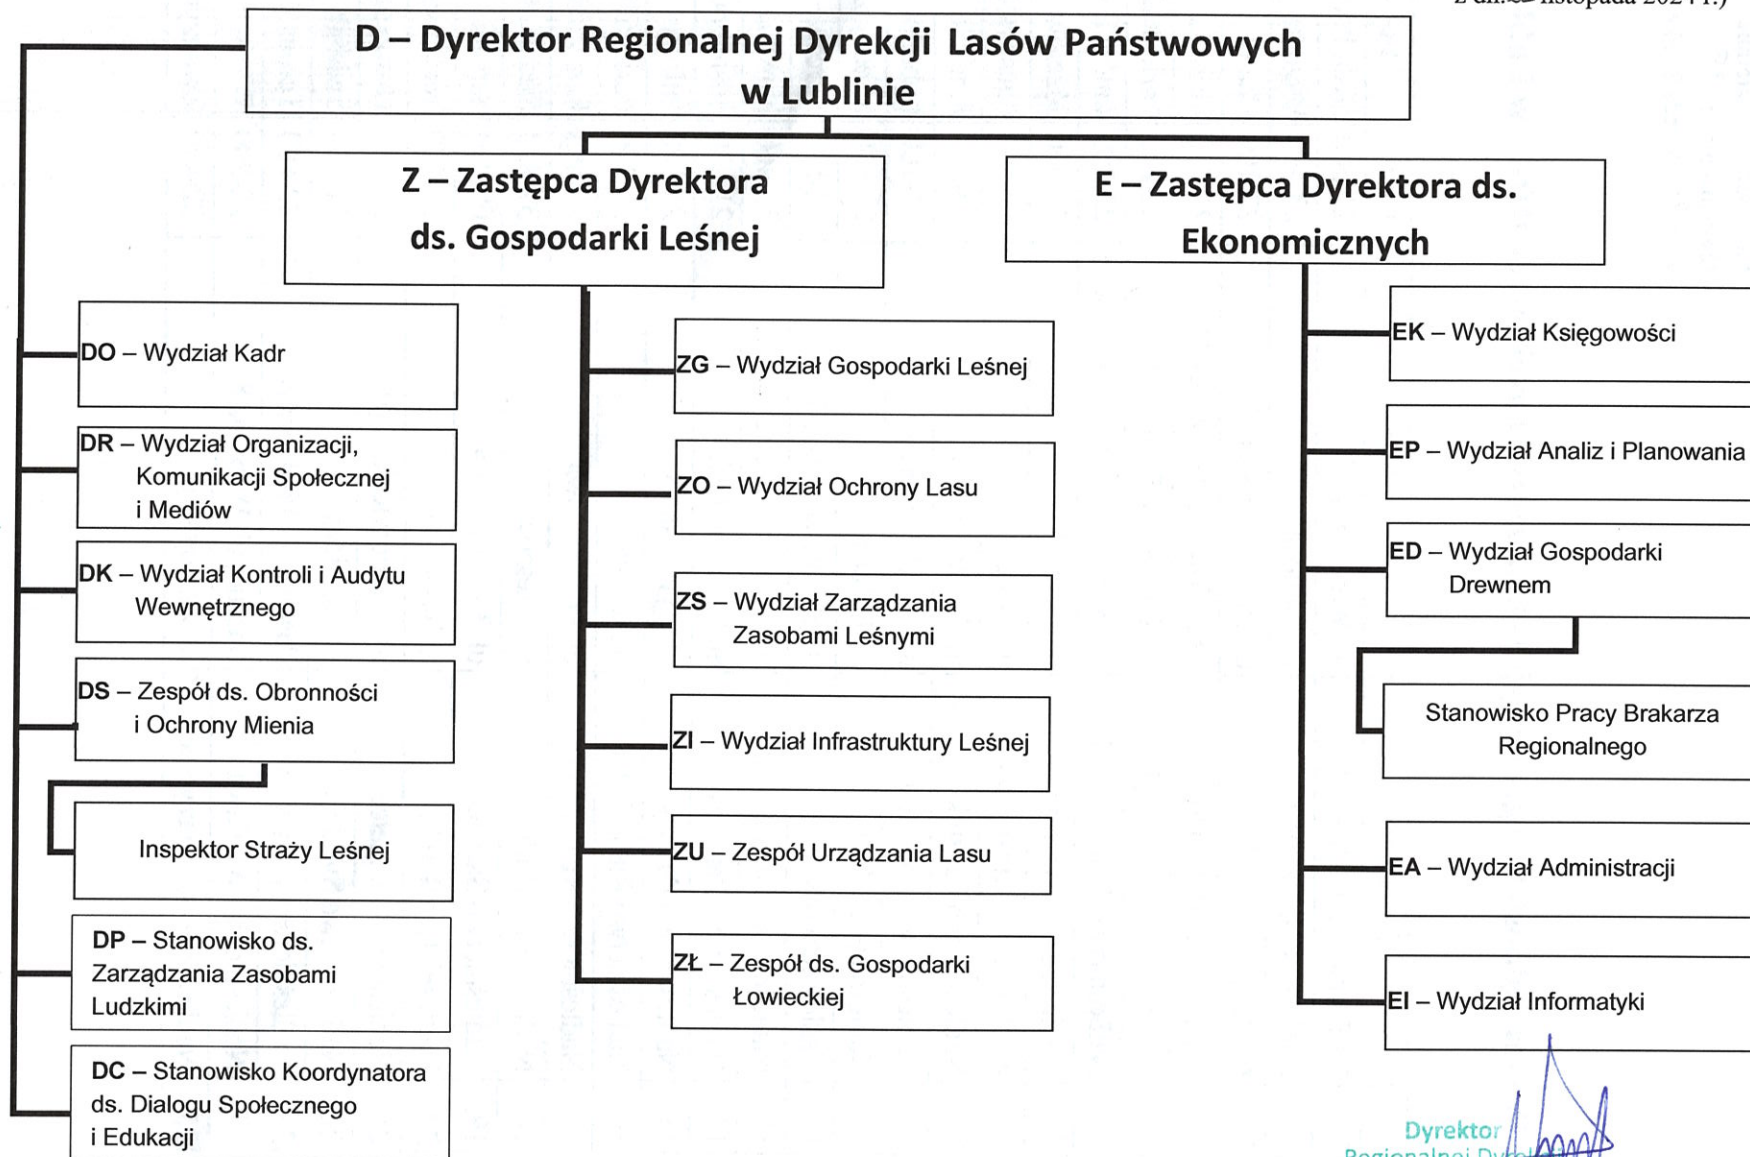 listopada 2024 r.)
D – Dyrektor Regionalnej Dyrekcji Lasów Państwowych
w Lublinie
Z – Zastępca Dyrektora
ds. Gospodarki Leśnej
E – Zastępca Dyrektora ds.
Ekonomicznych
DO – Wydział Kadr
DR – Wydział Organizacji,
Komunikacji Społecznej
i Mediów
DK – Wydział Kontroli i Audytu
Wewnętrznego
DS – Zespół ds. Obronności
i Ochrony Mienia
Inspektor Straży Leśnej
DP – Stanowisko ds.
Zarządzania Zasobami
Ludzkimi
DC – Stanowisko Koordynatora
ds. Dialogu Społecznego
i Edukacji
ZG – Wydział Gospodarki Leśnej
ZO – Wydział Ochrony Lasu
ZS – Wydział Zarządzania
Zasobami Leśnymi
ZI – Wydział Infrastruktury Leśnej
ZU – Zespół Urządzania Lasu
ZŁ – Zespół ds. Gospodarki
Łowieckiej
EK – Wydział Księgowości
EP – Wydział Analiz i Planowania
ED – Wydział Gospodarki
Drewnem
Stanowisko Pracy Brakarza
Regionalnego
EA – Wydział Administracji
EI – Wydział Informatyki
Dyrektor
Regionalnej Dyrekcji